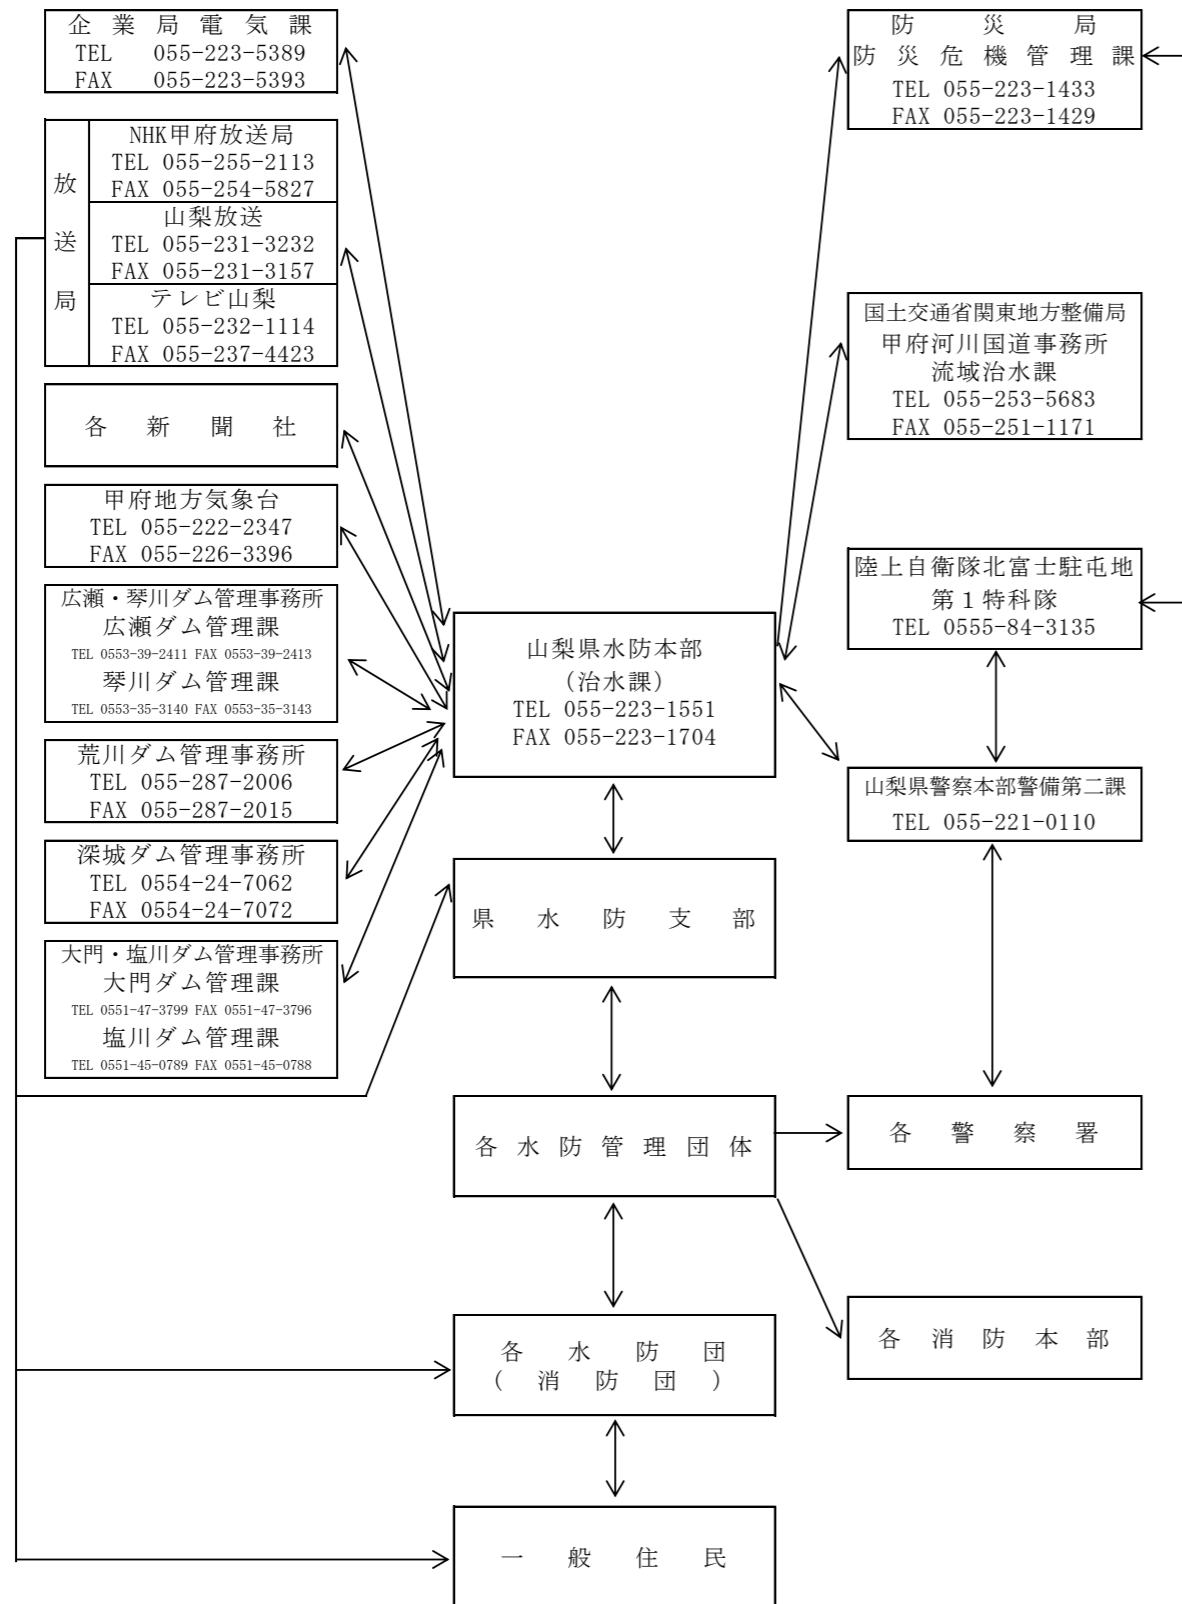 企業局電気課
TEL 055-223-5389
FAX 055-223-5393
放送局
NHK甲府放送局
TEL 055-255-2113
FAX 055-254-5827
山梨放送
TEL 055-231-3232
FAX 055-231-3157
テレビ山梨
TEL 055-232-1114
FAX 055-237-4423
各新聞社
甲府地方気象台
TEL 055-222-2347
FAX 055-226-3396
広瀬・琴川ダム管理事務所
広瀬ダム管理課
TEL 0553-39-2411 FAX 0553-39-2413
琴川ダム管理課
TEL 0553-35-3140 FAX 0553-35-3143
荒川ダム管理事務所
TEL 055-287-2006
FAX 055-287-2015
深城ダム管理事務所
TEL 0554-24-7062
FAX 0554-24-7072
大門・塩川ダム管理事務所
大門ダム管理課
TEL 0551-47-3799 FAX 0551-47-3796
塩川ダム管理課
TEL 0551-45-0789 FAX 0551-45-0788
山梨県水防本部
(治水課)
TEL 055-223-1551
FAX 055-223-1704
県水防支部
各水防管理団体
各水防団
(消防団)
一般住民
防災局
防災危機管理課
TEL 055-223-1433
FAX 055-223-1429
国土交通省関東地方整備局
甲府河川国道事務所
流域治水課
TEL 055-253-5683
FAX 055-251-1171
陸上自衛隊北富士駐屯地
第1特科隊
TEL 0555-84-3135
山梨県警察本部警備第二課
TEL 055-221-0110
各警察署
各消防本部